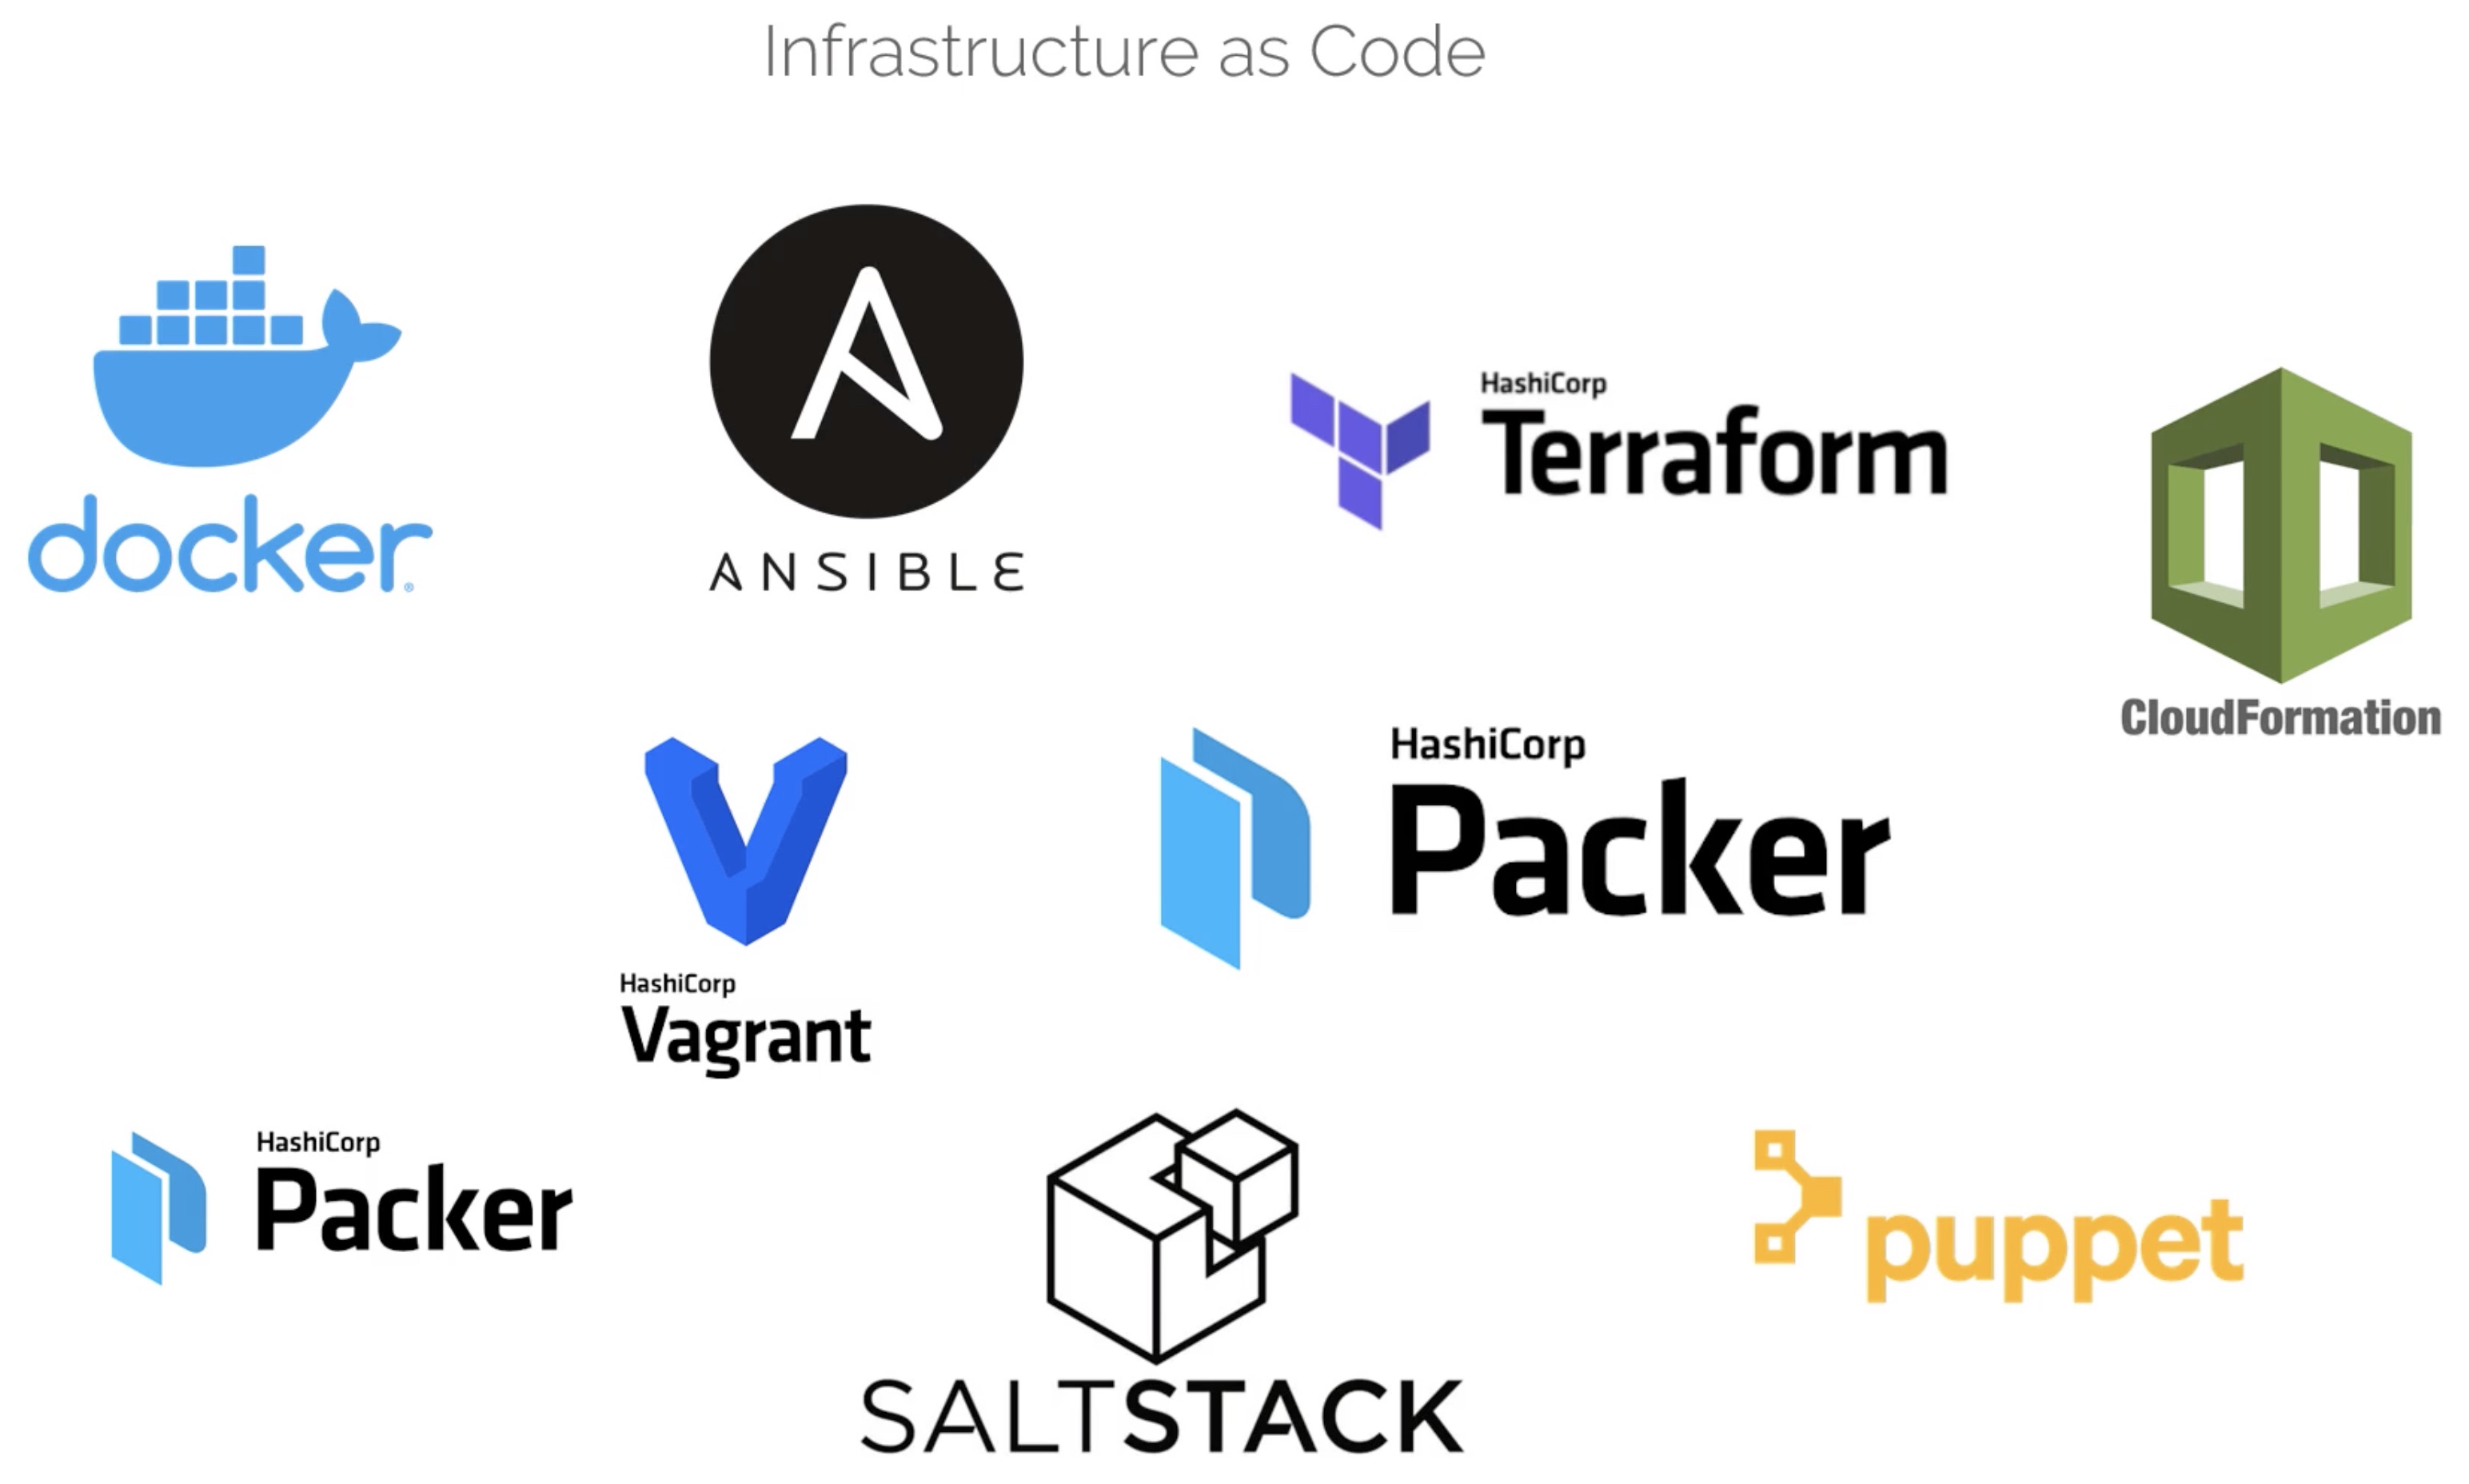 Infrastructure as Code
docker®
ANSIBLE
HashiCorp
Terraform
CloudFormation
HashiCorp
Vagrant
HashiCorp
Packer
HashiCorp
Packer
SALTSTACK
puppet